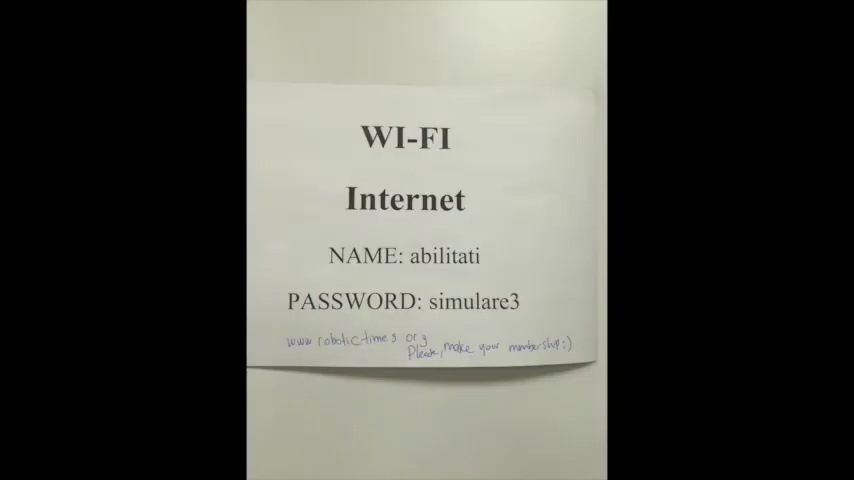 WI-FI
Internet
NAME: abilitati
PASSWORD: simulare3
www robotic-times org
Please, make your membership:)